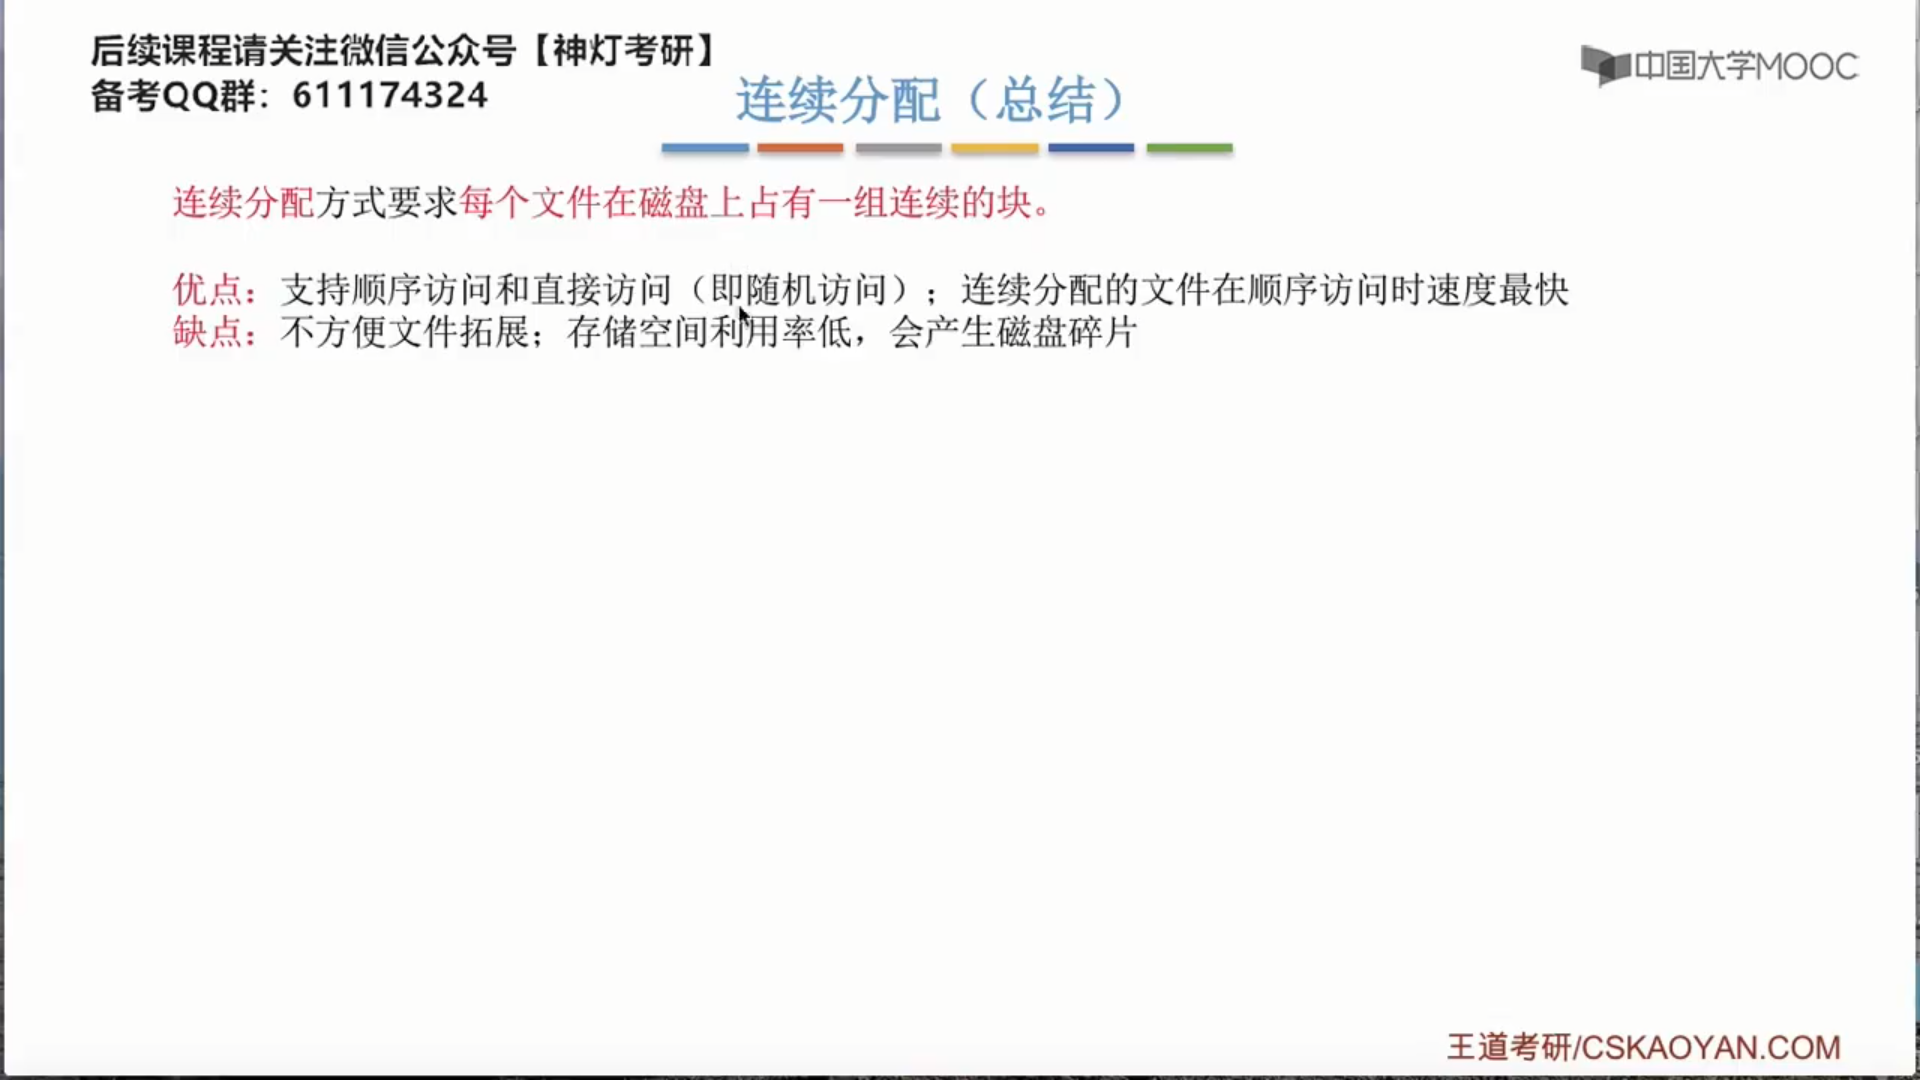 后续课程请关注微信公众号【神灯考研】
备考QQ群：611174324
中国大学MOOC
连续分配（总结）
连续分配方式要求每个文件在磁盘上占有一组连续的块。
优点：支持顺序访问和直接访问（即随机访问）；连续分配的文件在顺序访问时速度最快
缺点：不方便文件拓展；存储空间利用率低，会产生磁盘碎片
王道考研/CSKAOYAN.COM